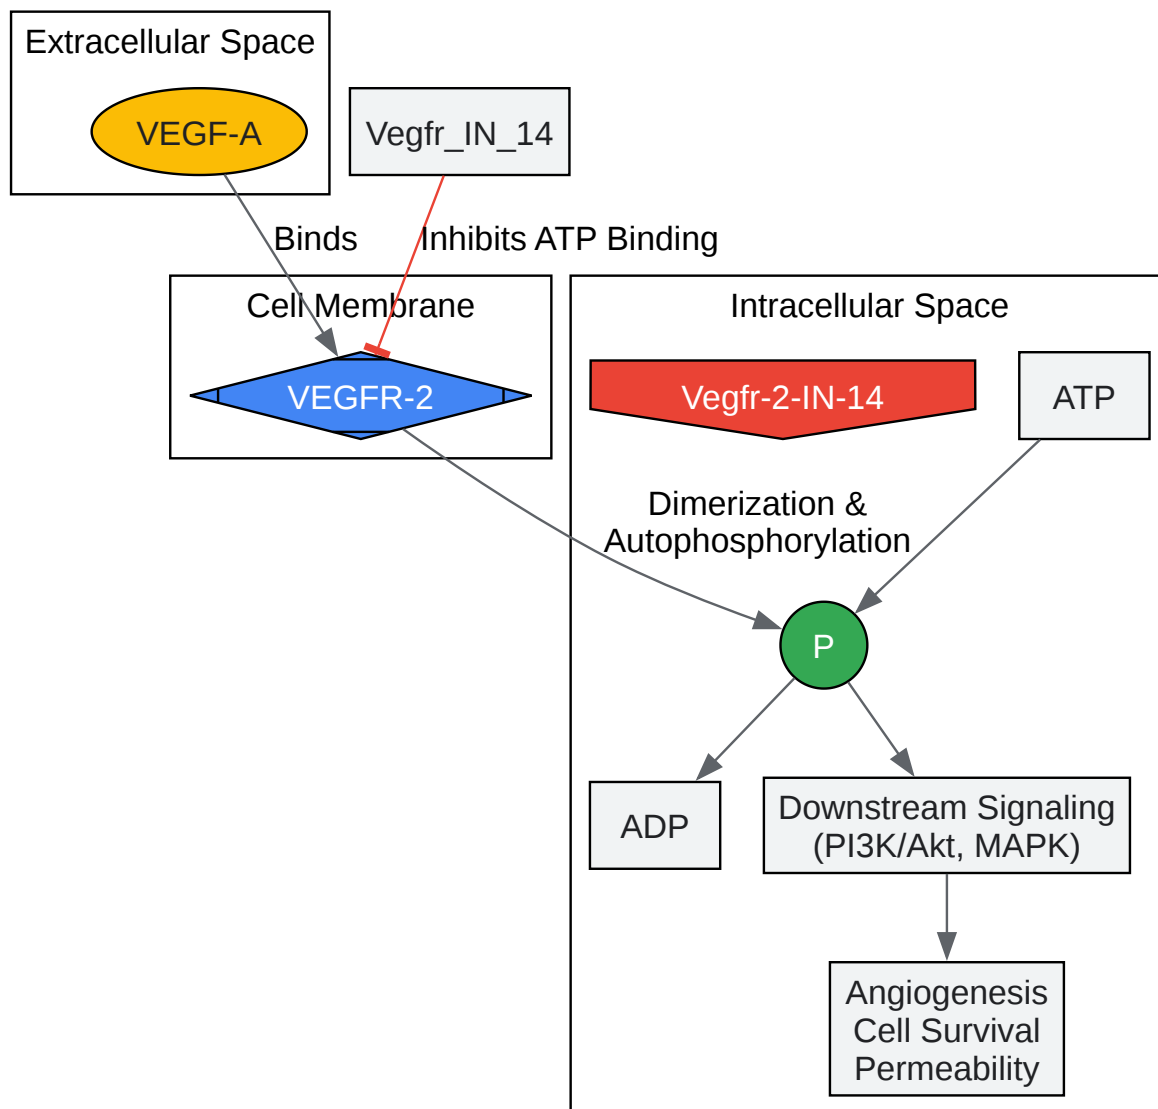 Extracellular Space
VEGF-A
Vegfr_IN_14
Binds
Inhibits ATP Binding
Cell Membrane
Intracellular Space
VEGFR-2
Vegfr-2-IN-14
ATP
Dimerization &
Autophosphorylation
P
ADP
Downstream Signaling
(PI3K/Akt, MAPK)
Angiogenesis
Cell Survival
Permeability